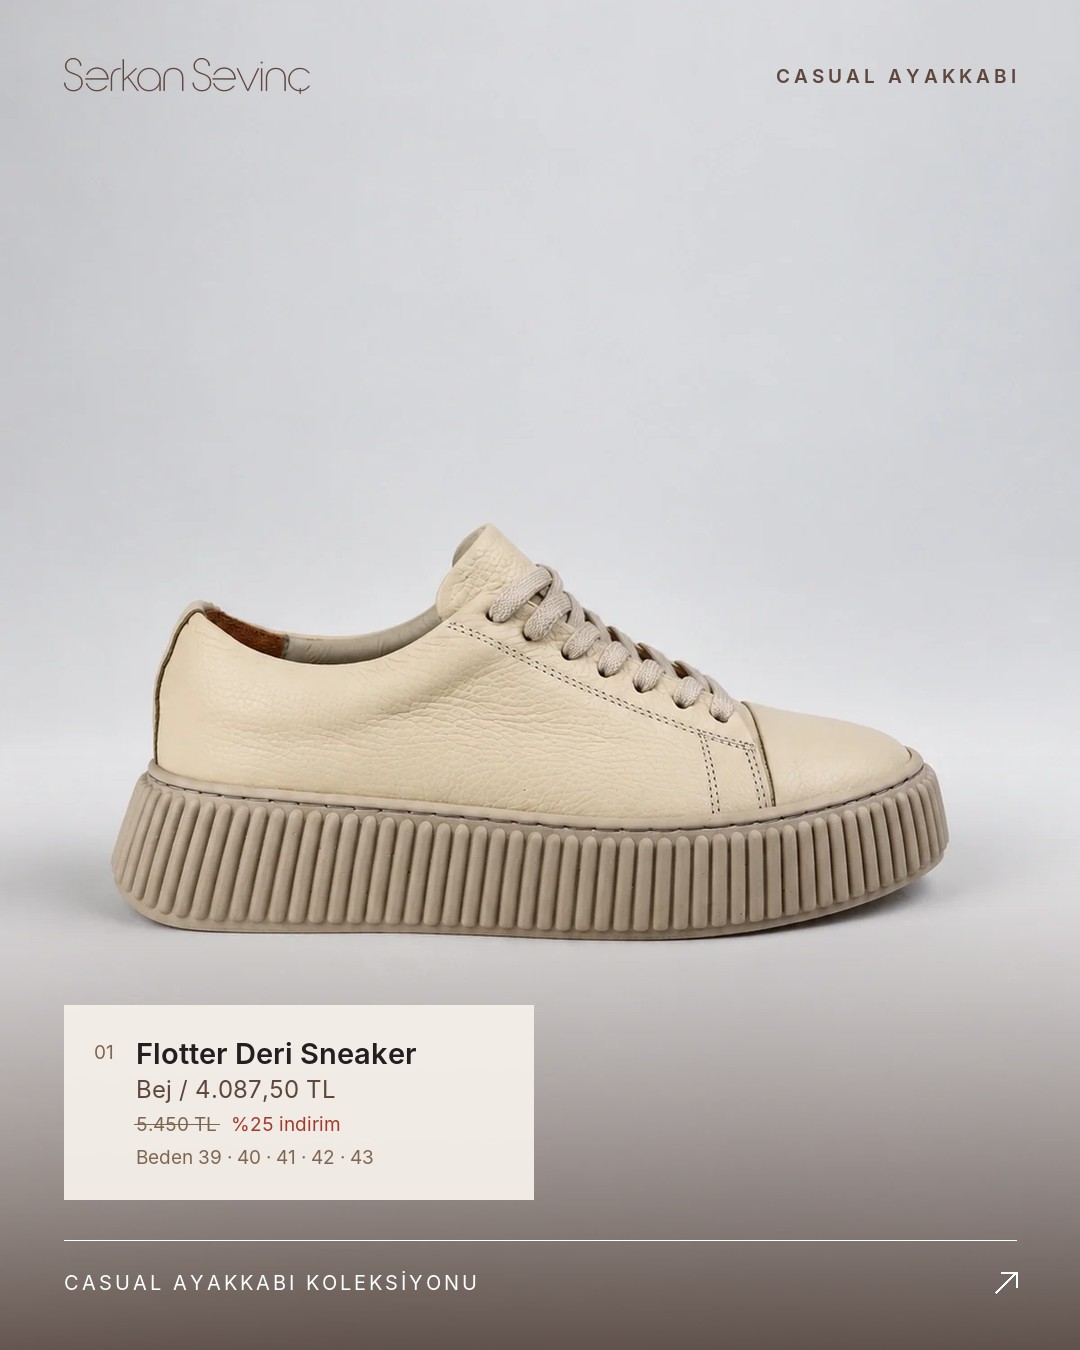 Serkan Sevinç
CASUAL AYAKKABI
01
Flotter Deri Sneaker
Bej / 4.087,50 TL
5.450 TL %25 indirim
Beden 39 · 40 · 41 · 42 · 43
CASUAL AYAKKABI KOLEKSİYONU